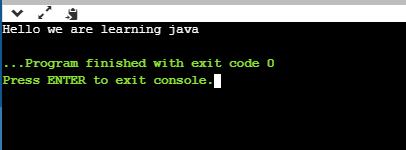 Hello we are learning java
...Program finished with exit code 0
Press ENTER to exit console.